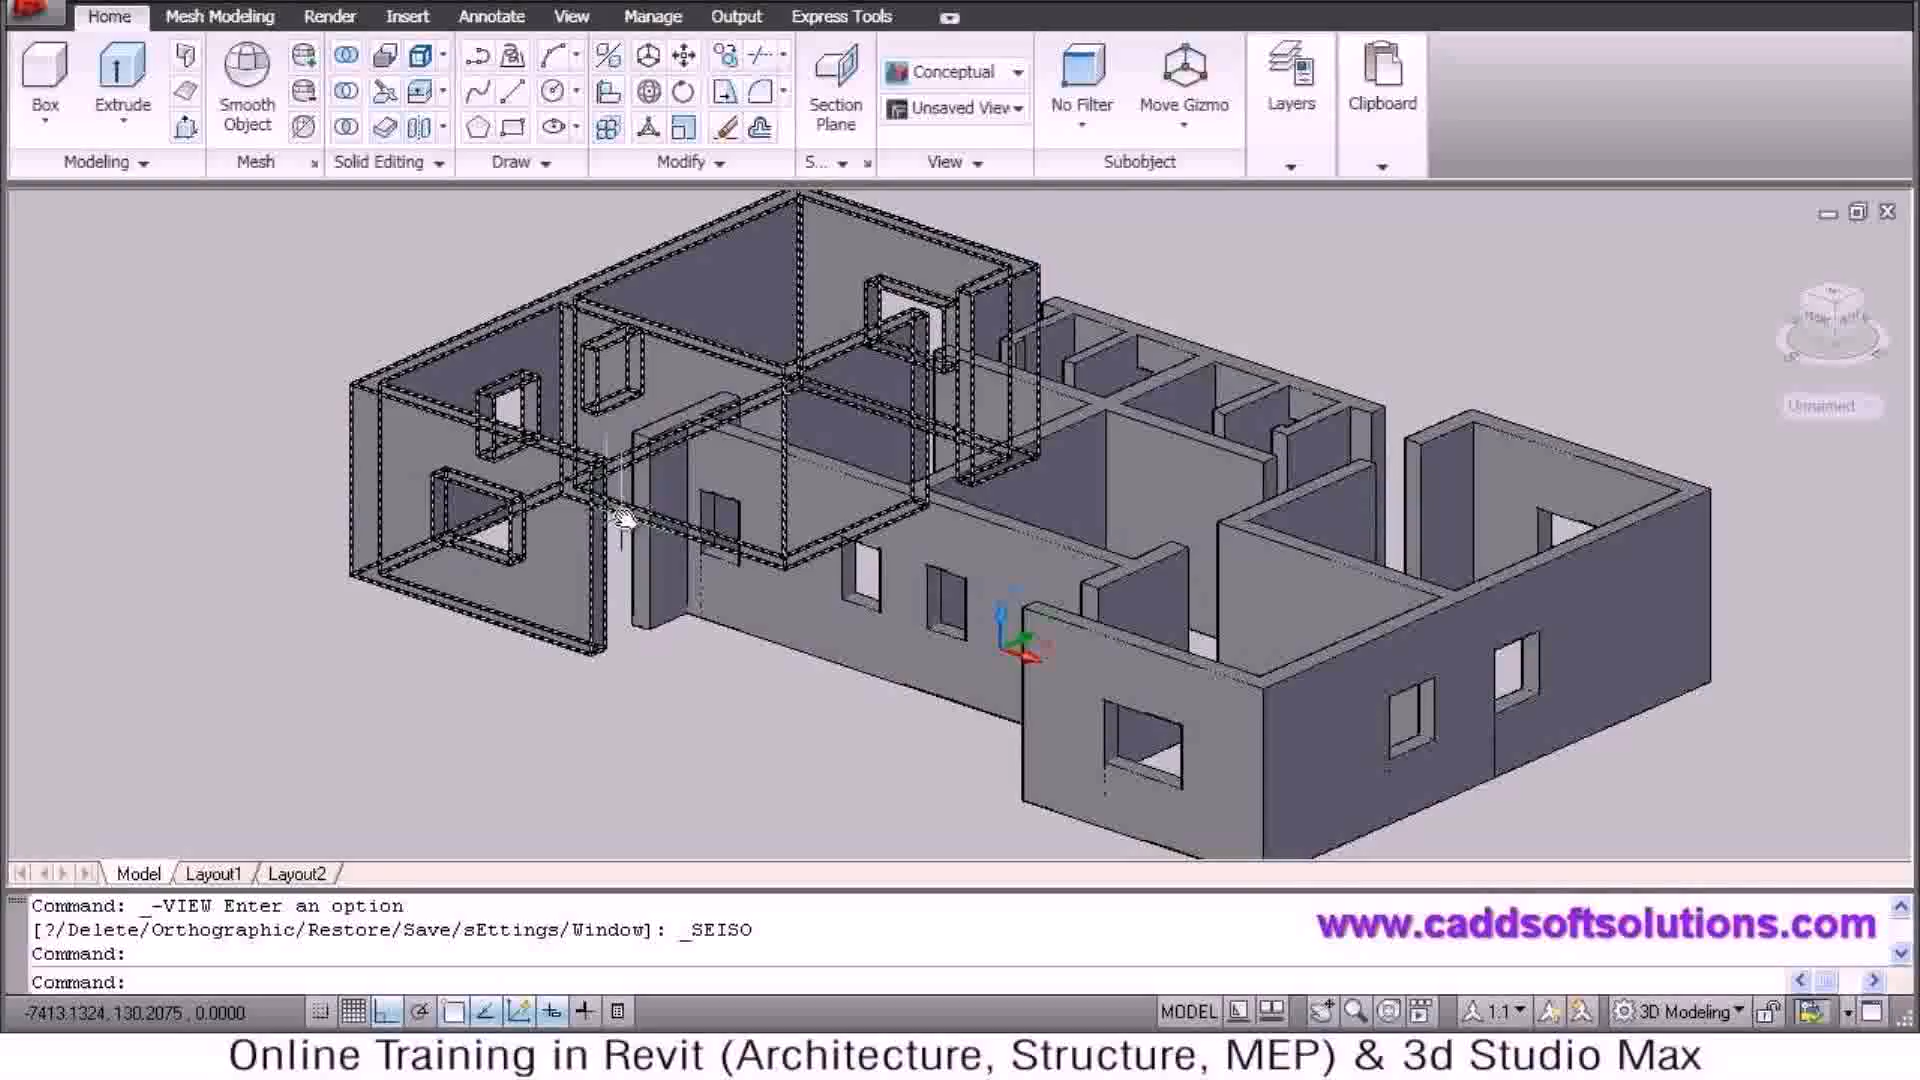 Home Mesh Modeling Render Insert Annotate View Manage Output Express Tools
Box Extrude Smooth Object Section Plane Conceptual Unsaved View No Filter Move Gizmo Layers Clipboard
Modeling Mesh Solid Editing Draw Modify S... View Subobject
Unnamed
Model Layout1 Layout2
Command: _-VIEW Enter an option
[?/Delete/Orthographic/Restore/Save/sEttings/Window]: _SEISO
Command:
Command:
www.caddsoftsolutions.com
-7413.1324, 130.2075 , 0.0000 MODEL 1:1 3D Modeling
Online Training in Revit (Architecture, Structure, MEP) & 3d Studio Max